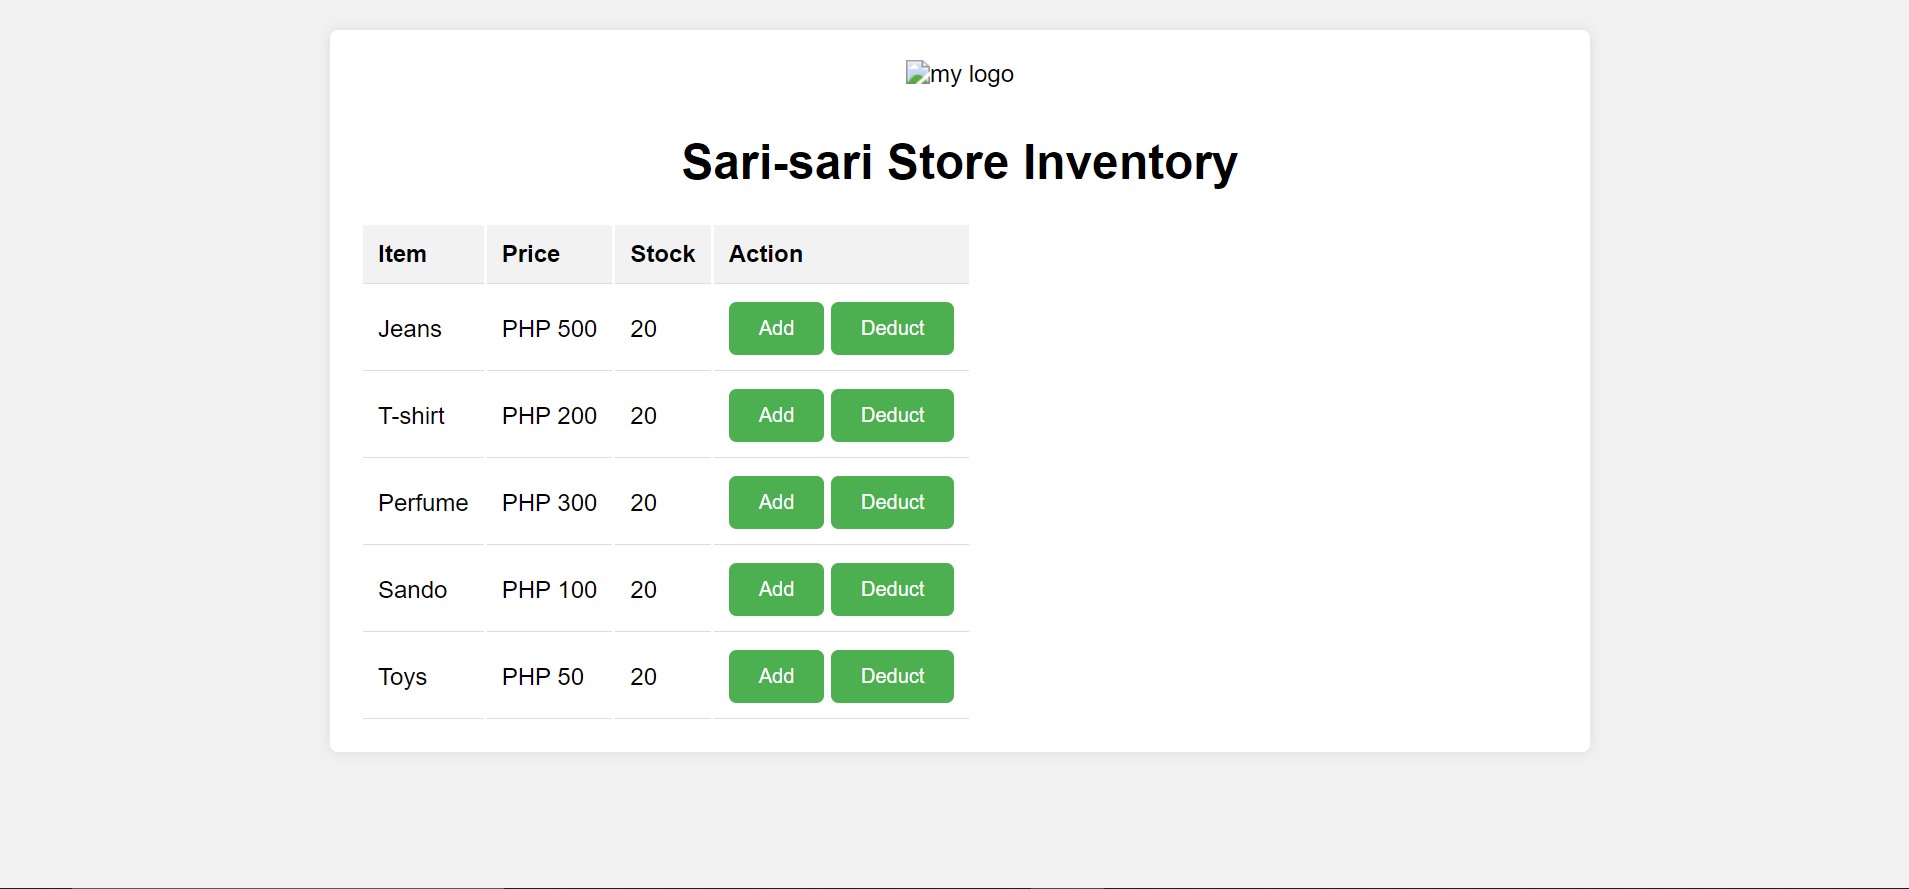 my logo
Sari-sari Store Inventory
Item Price Stock Action
Jeans PHP 500 20 Add Deduct
T-shirt PHP 200 20 Add Deduct
Perfume PHP 300 20 Add Deduct
Sando PHP 100 20 Add Deduct
Toys PHP 50 20 Add Deduct